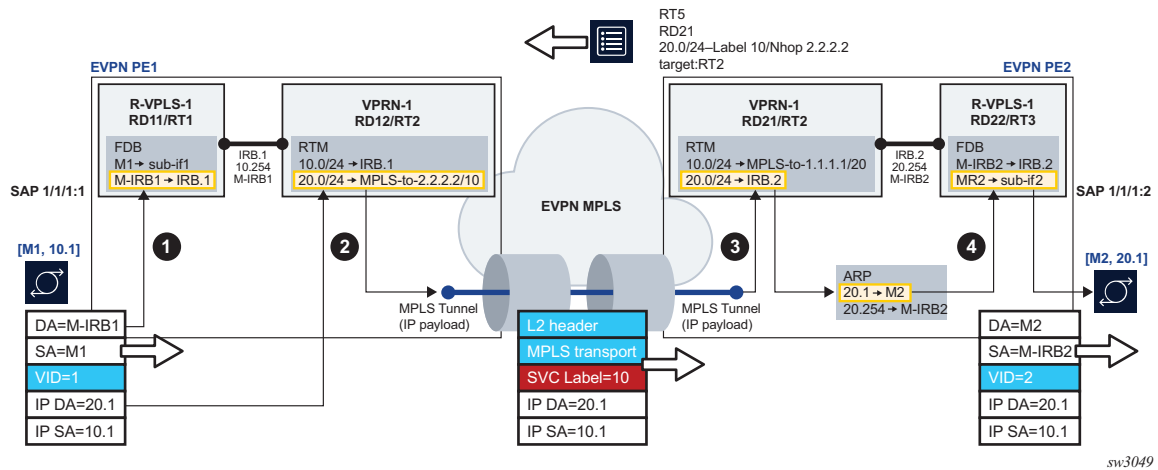 RT5
RD21
20.0/24–Label 10/Nhop 2.2.2.2
target:RT2
EVPN PE1
EVPN PE2
R-VPLS-1
RD11/RT1
FDB
M1→ sub-if1
M-IRB1→ IRB.1
IRB.1
10.254
M-IRB1
VPRN-1
RD12/RT2
RTM
10.0/24 → IRB.1
20.0/24 → MPLS-to-2.2.2.2/10
VPRN-1
RD21/RT2
RTM
10.0/24 → MPLS-to-1.1.1.1/20
20.0/24 → IRB.2
IRB.2
20.254
M-IRB2
R-VPLS-1
RD22/RT3
FDB
M-IRB2 → IRB.2
MR2 → sub-if2
SAP 1/1/1:1
SAP 1/1/1:2
EVPN MPLS
1
2
3
4
[M1, 10.1]
[M2, 20.1]
ARP
20.1 → M2
20.254 → M-IRB2
MPLS Tunnel
(IP payload)
MPLS Tunnel
(IP payload)
DA=M-IRB1
SA=M1
VID=1
IP DA=20.1
IP SA=10.1
L2 header
MPLS transport
SVC Label=10
IP DA=20.1
IP SA=10.1
DA=M2
SA=M-IRB2
VID=2
IP DA=20.1
IP SA=10.1
sw3049